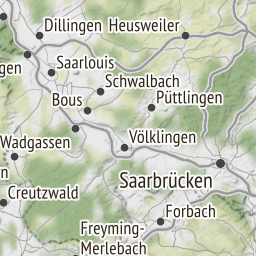 Dillingen
Heusweiler
gen
Saarlouis
Schwalbach
Bous
Püttlingen
Wadgassen
Völklingen
n
Saarbrücken
Creutzwald
Forbach
Freyming-
Merlebach